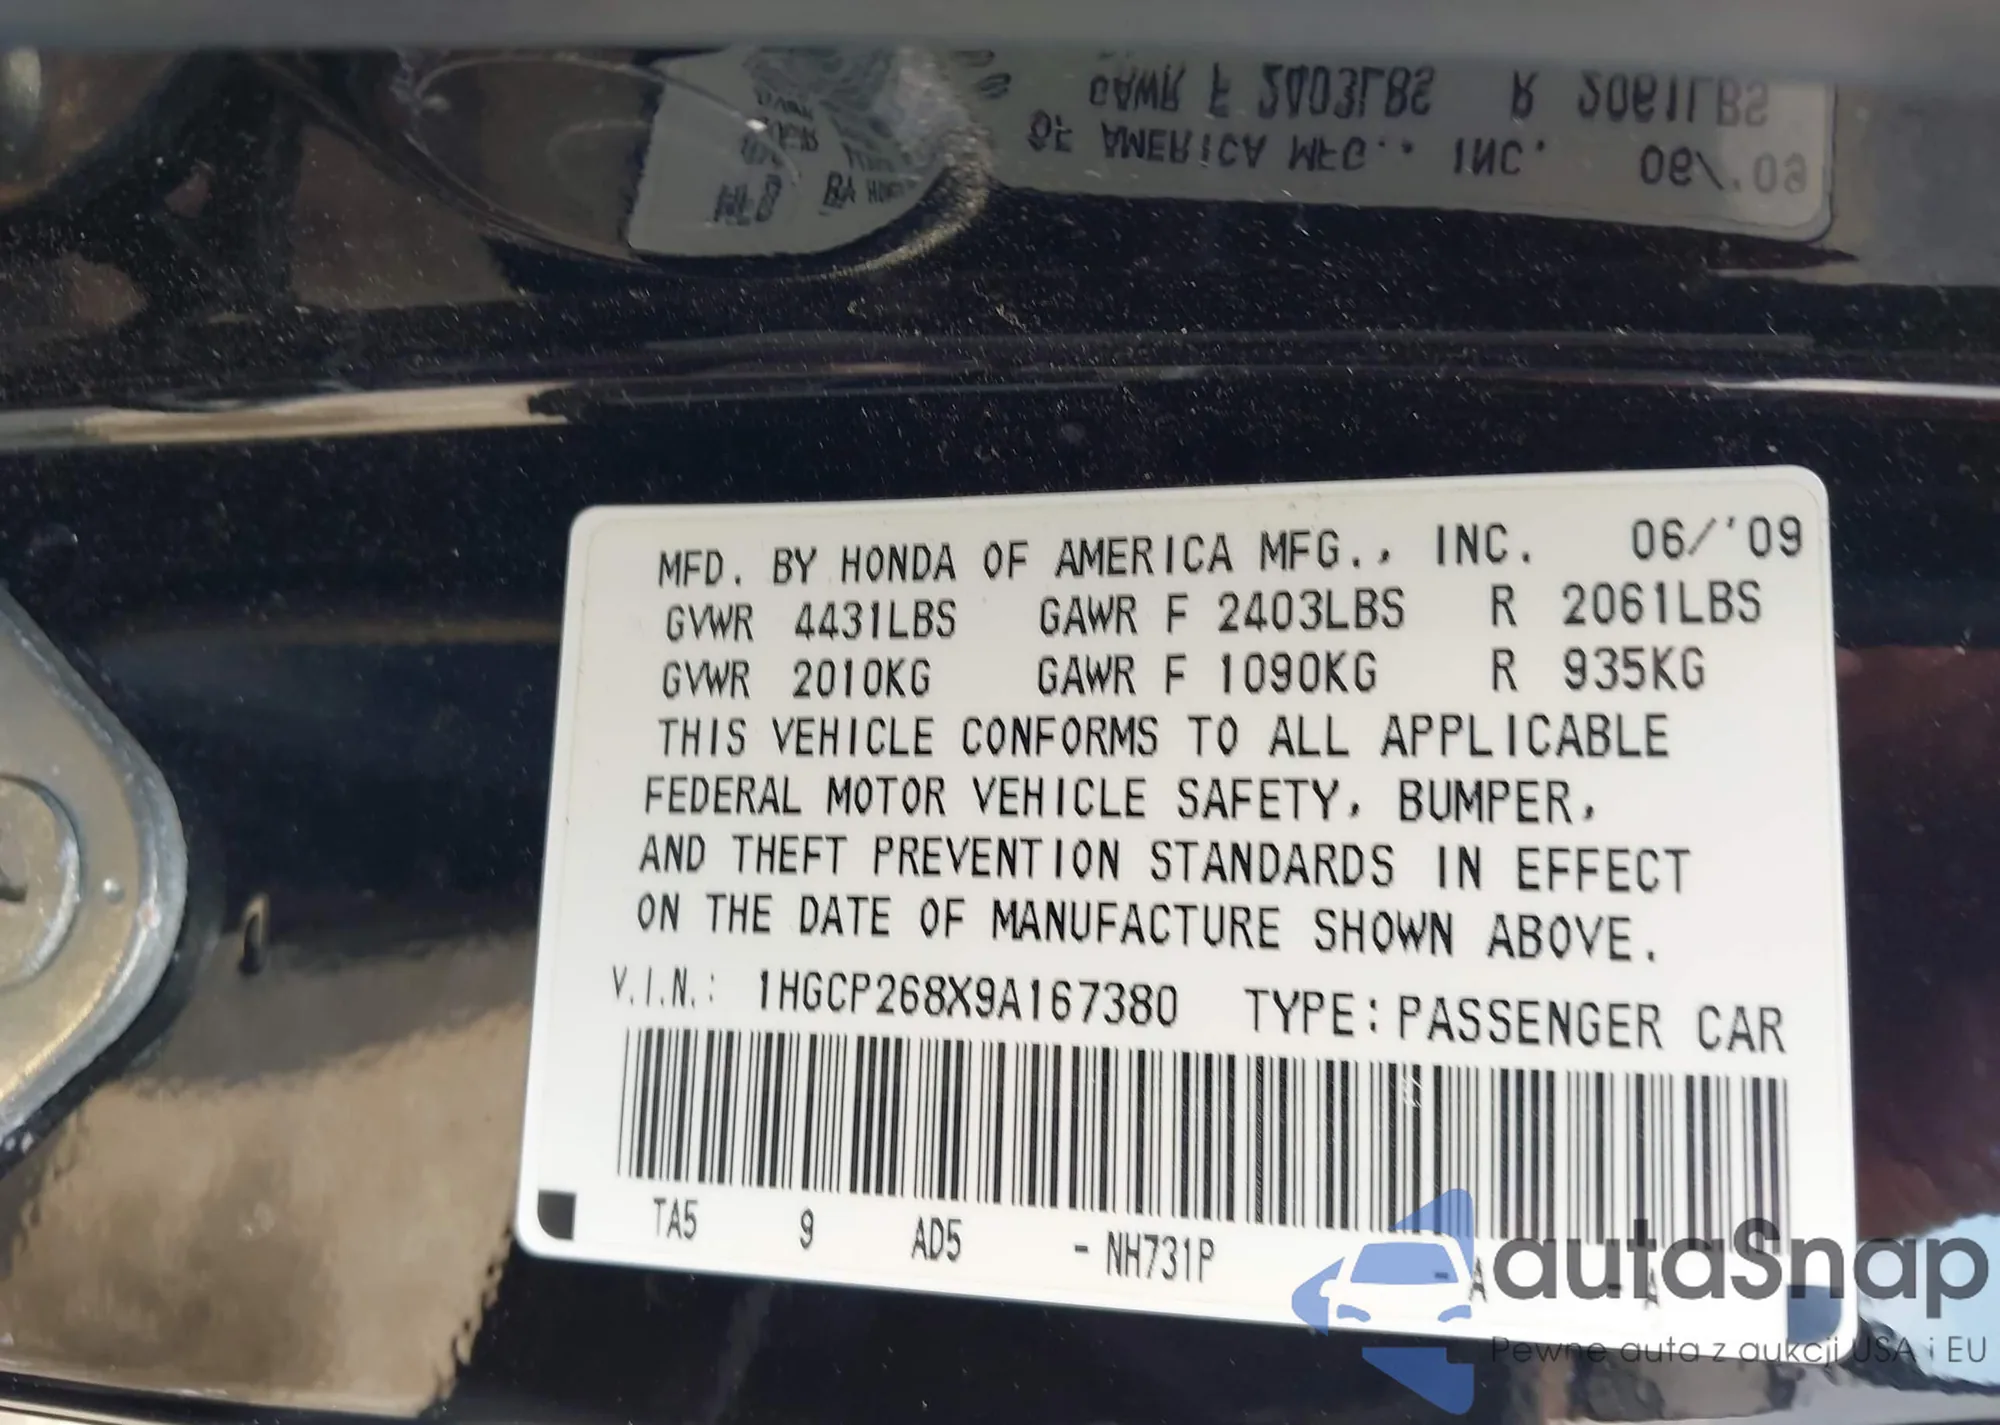 GAWR F 2403LBS R 2061LBS
OF AMERICA MFG., INC. 06/'09
MFD. BY HONDA OF AMERICA MFG., INC. 06/'09
GVWR 4431LBS GAWR F 2403LBS R 2061LBS
GVWR 2010KG GAWR F 1090KG R 935KG
THIS VEHICLE CONFORMS TO ALL APPLICABLE
FEDERAL MOTOR VEHICLE SAFETY, BUMPER,
AND THEFT PREVENTION STANDARDS IN EFFECT
ON THE DATE OF MANUFACTURE SHOWN ABOVE.
V.I.N.: 1HGCP268X9A167380 TYPE: PASSENGER CAR
TA5 9 AD5 - NH731P - A - A
autaSnap
Pewne auta z aukcji USA i EU